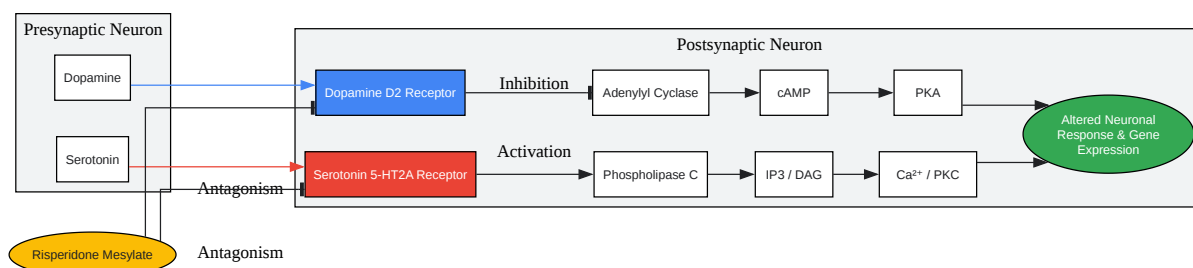 Presynaptic Neuron
Postsynaptic Neuron
Dopamine
Dopamine D2 Receptor
Inhibition
Adenylyl Cyclase
cAMP
PKA
Altered Neuronal
Response & Gene
Expression
Serotonin
Antagonism
Serotonin 5-HT2A Receptor
Activation
Phospholipase C
IP3 / DAG
Ca²⁺ / PKC
Risperidone Mesylate
Antagonism